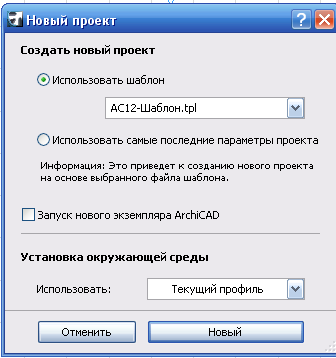 Новый проект
Создать новый проект
Использовать шаблон
AC12-Шаблон.tpl
Использовать самые последние параметры проекта
Информация: Это приведет к созданию нового проекта
на основе выбранного файла шаблона.
Запуск нового экземпляра ArchiCAD
Установка окружающей среды
Использовать:
Текущий профиль
Отменить
Новый